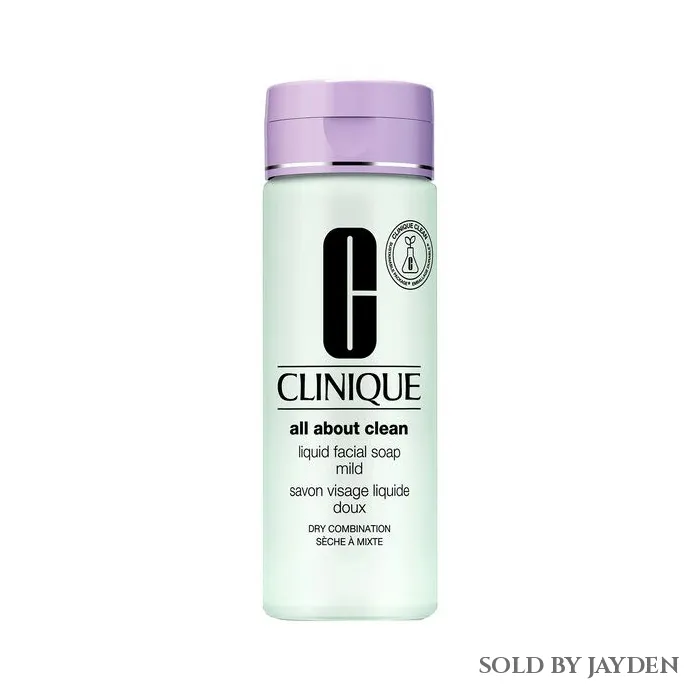 CLINIQUE CLEAN
C
CLINIQUE
all about clean
liquid facial soap
mild
savon visage liquide
doux
DRY COMBINATION
SÈCHE À MIXTE
SOLD BY JAYDEN